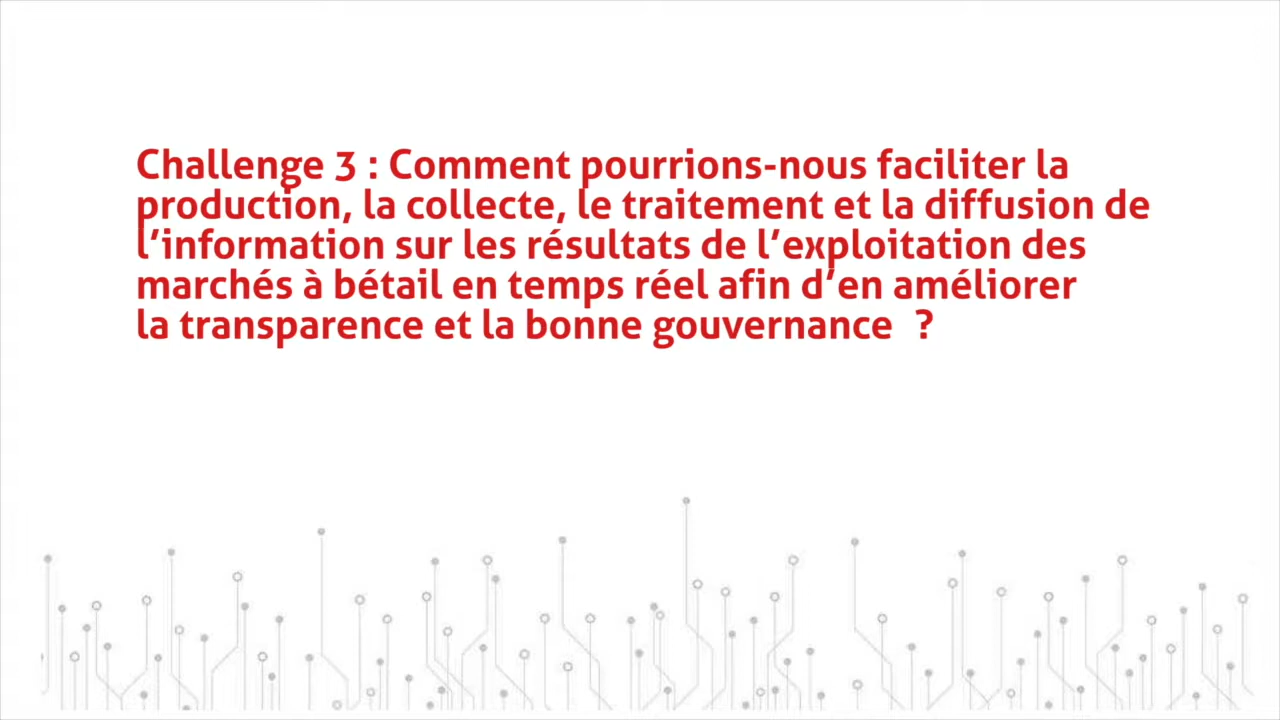 Challenge 3 : Comment pourrions-nous faciliter la
production, la collecte, le traitement et la diffusion de
l’information sur les résultats de l’exploitation des
marchés à bétail en temps réel afin d’en améliorer
la transparence et la bonne gouvernance  ?